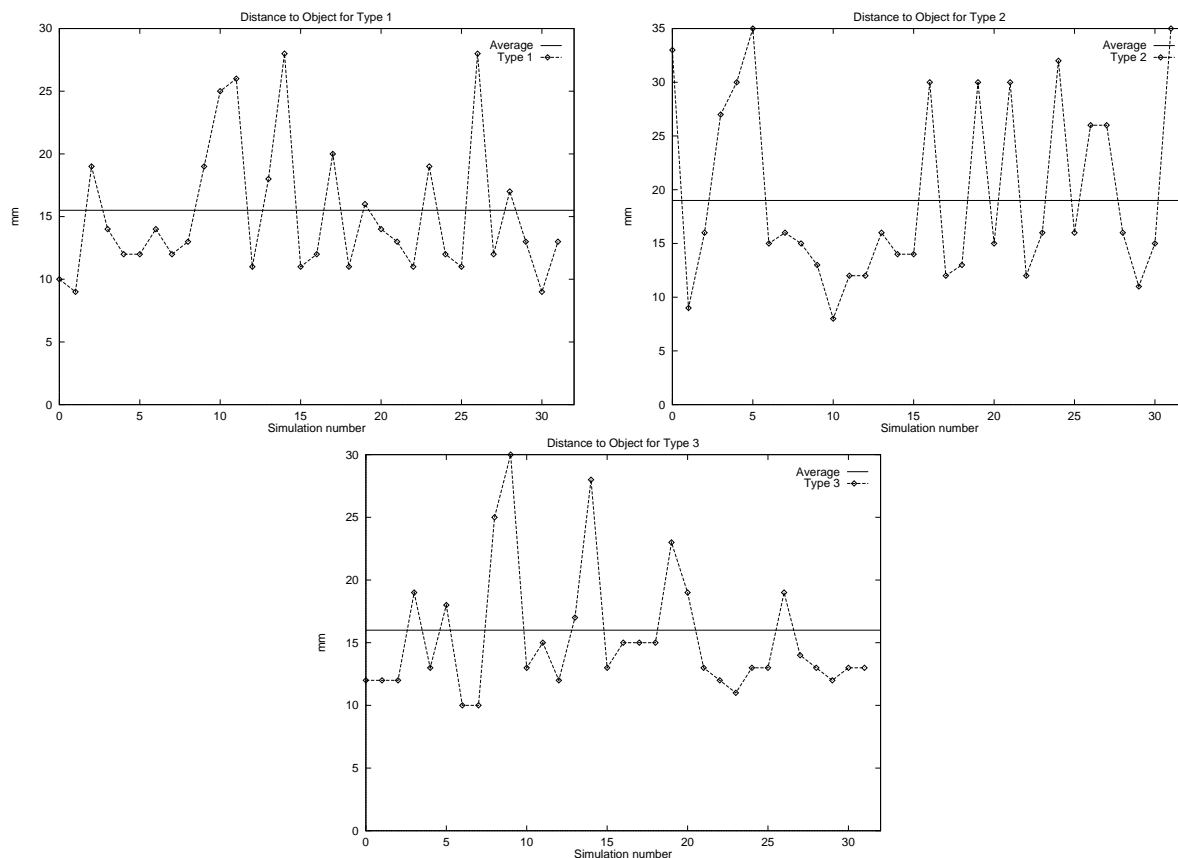 Distance to Object for Type 1
30
25
20
15
10
5
0
mm
0 5 10 15 20 25 30
Simulation number
Average
Type 1
Distance to Object for Type 2
35
30
25
20
15
10
5
0
mm
0 5 10 15 20 25 30
Simulation number
Average
Type 2
Distance to Object for Type 3
30
25
20
15
10
5
0
mm
0 5 10 15 20 25 30
Simulation number
Average
Type 3